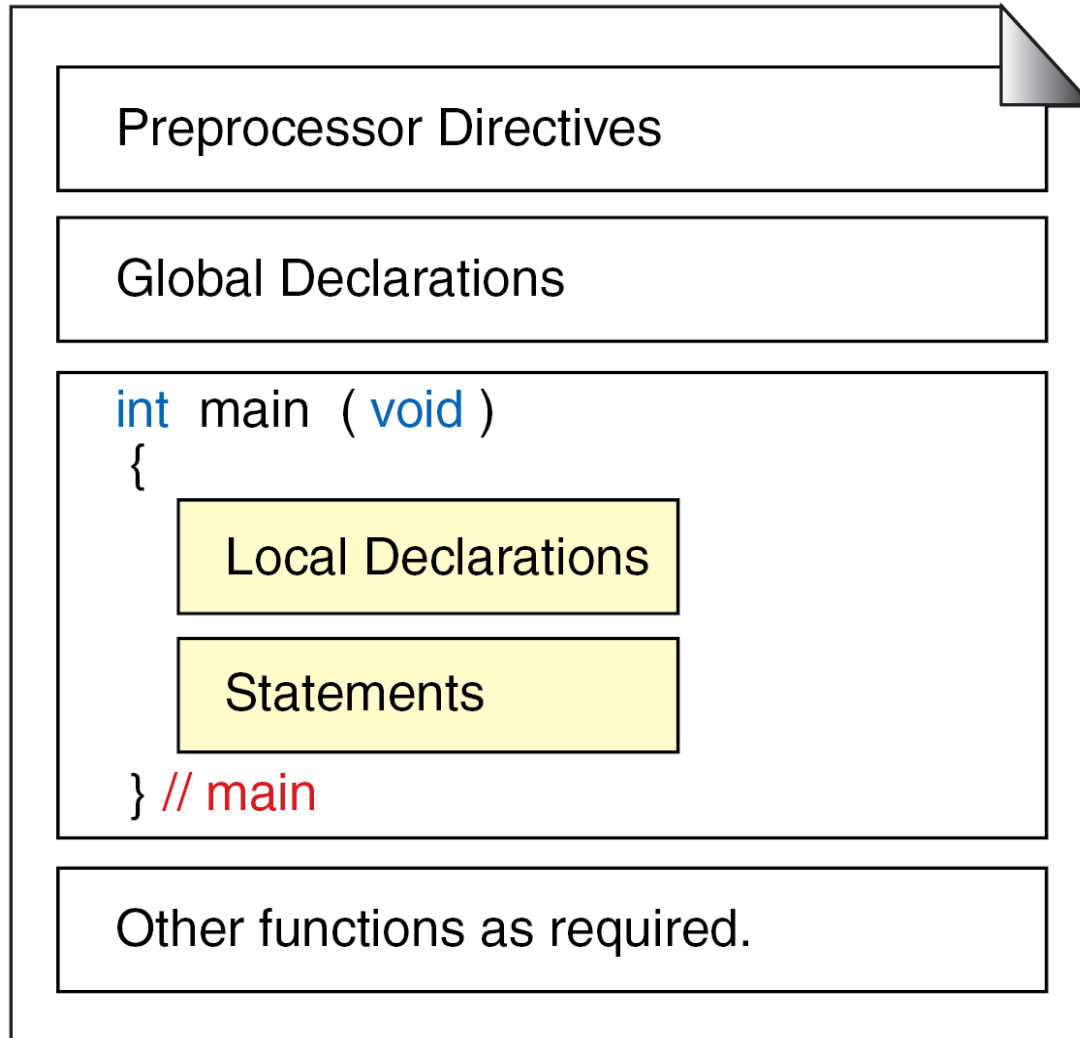 Preprocessor Directives
Global Declarations
int main ( void )
{
Local Declarations
Statements
} // main
Other functions as required.